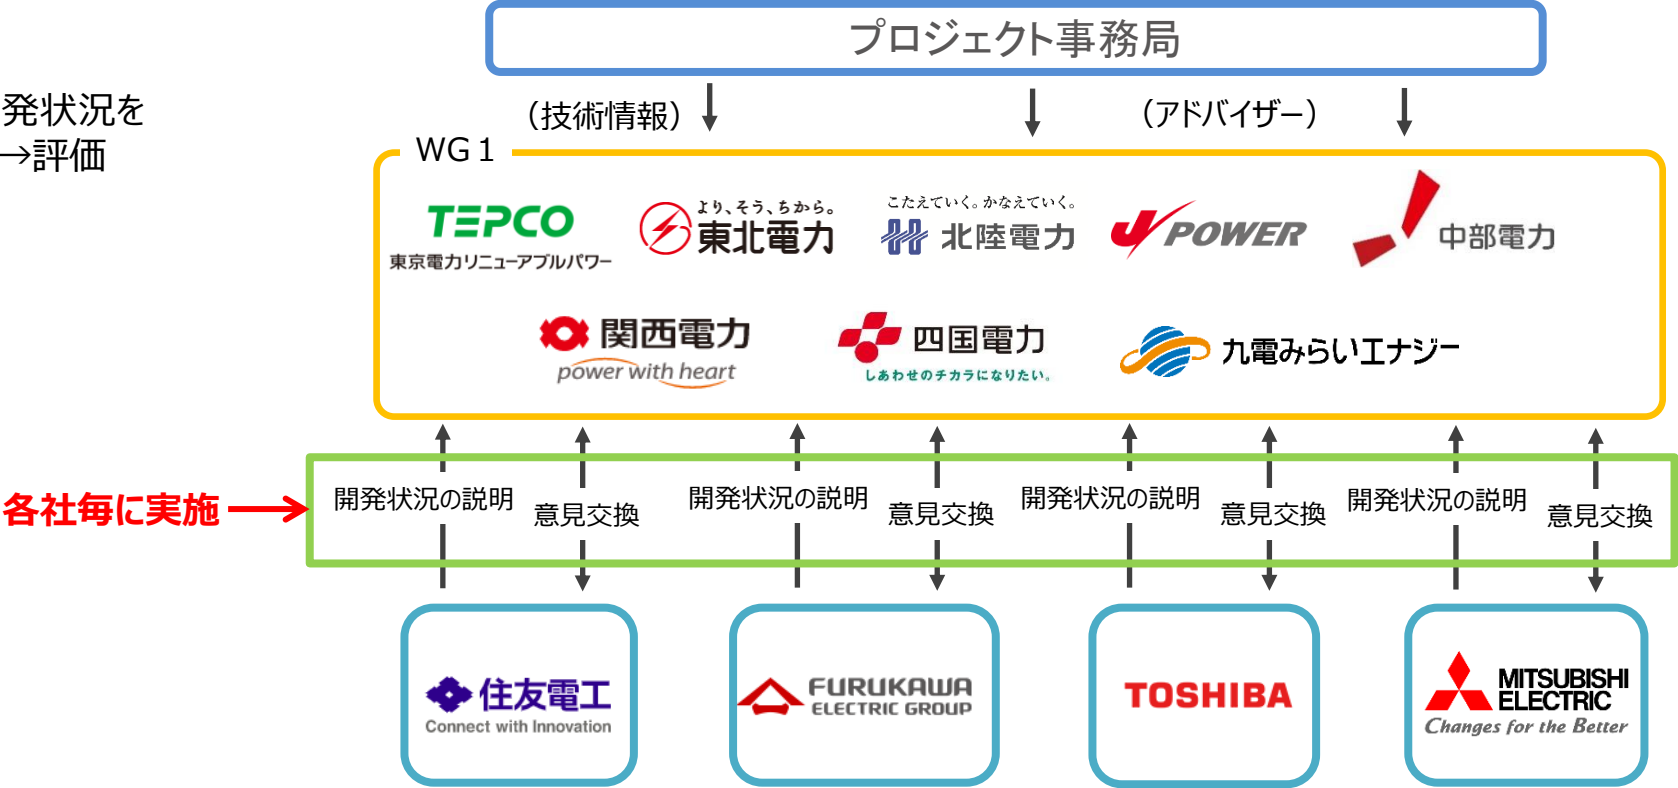 プロジェクト事務局
発状況を
→評価
（技術情報）
（アドバイザー）
WG１
TEPCO
東京電力リニューアブルパワー
より、そう、ちから。
東北電力
こたえていく。かなえていく。
北陸電力
J POWER
中部電力
関西電力
power with heart
四国電力
しあわせのチカラになりたい。
九電みらいエナジー
各社毎に実施
開発状況の説明
意見交換
開発状況の説明
意見交換
開発状況の説明
意見交換
開発状況の説明
意見交換
住友電工
Connect with Innovation
FURUKAWA
ELECTRIC GROUP
TOSHIBA
MITSUBISHI
ELECTRIC
Changes for the Better